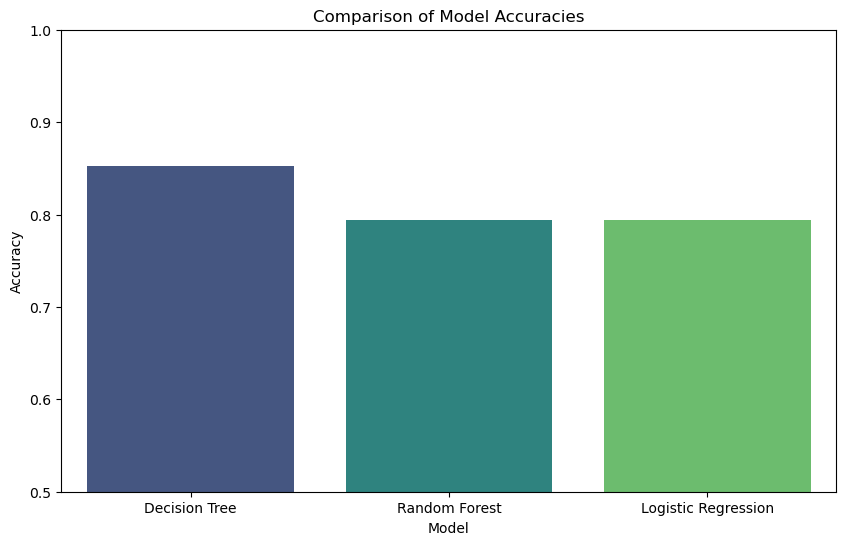 Comparison of Model Accuracies
1.0
0.9
0.8
0.7
0.6
0.5
Accuracy
Decision Tree
Random Forest
Logistic Regression
Model